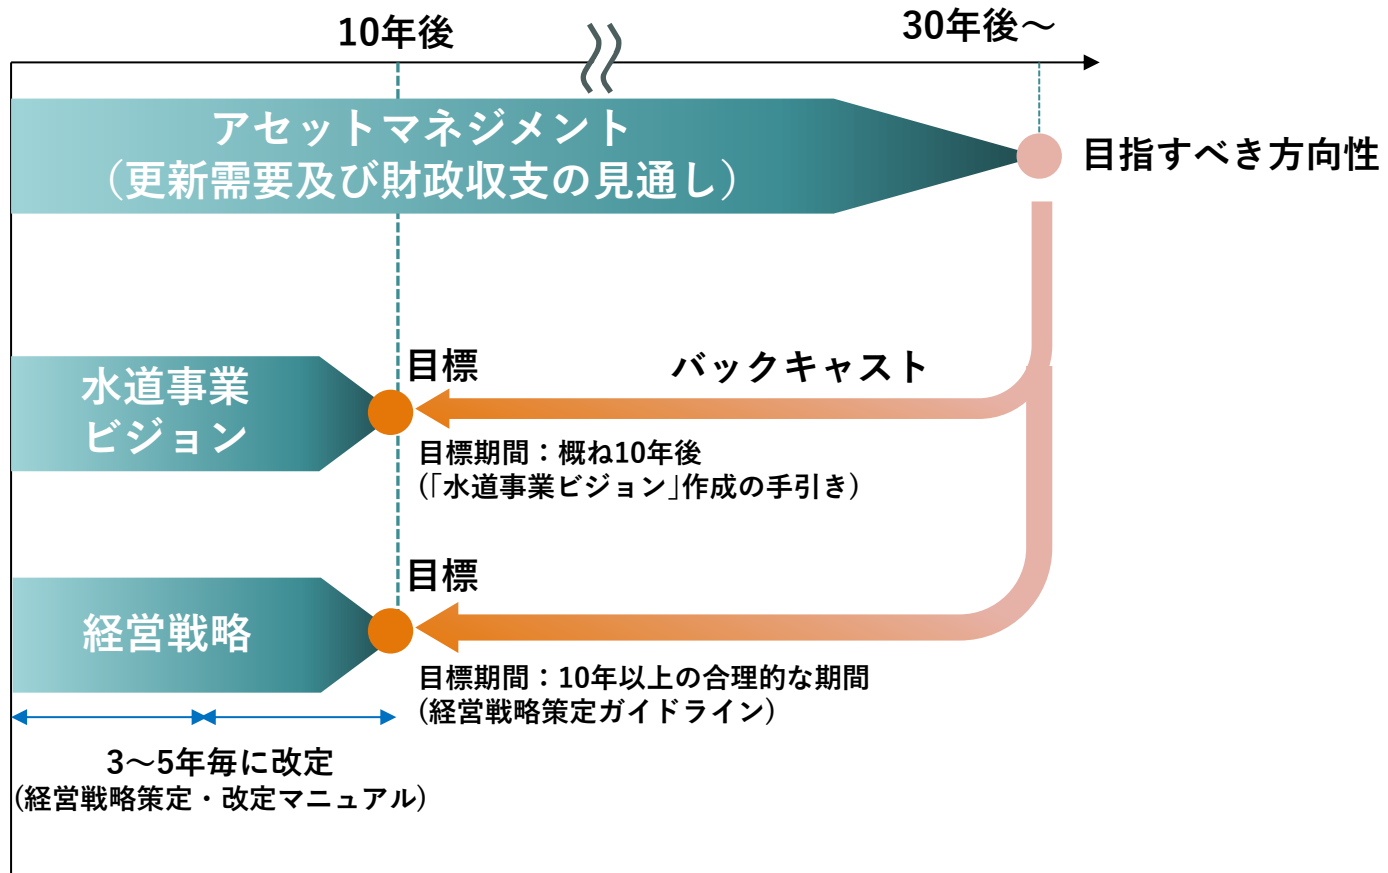 10年後
30年後～
アセットマネジメント
（更新需要及び財政収支の見通し）
目指すべき方向性
水道事業
ビジョン
目標
バックキャスト
目標期間：概ね10年後
(｢水道事業ビジョン｣作成の手引き)
経営戦略
目標
目標期間：10年以上の合理的な期間
(経営戦略策定ガイドライン)
3～5年毎に改定
(経営戦略策定・改定マニュアル)